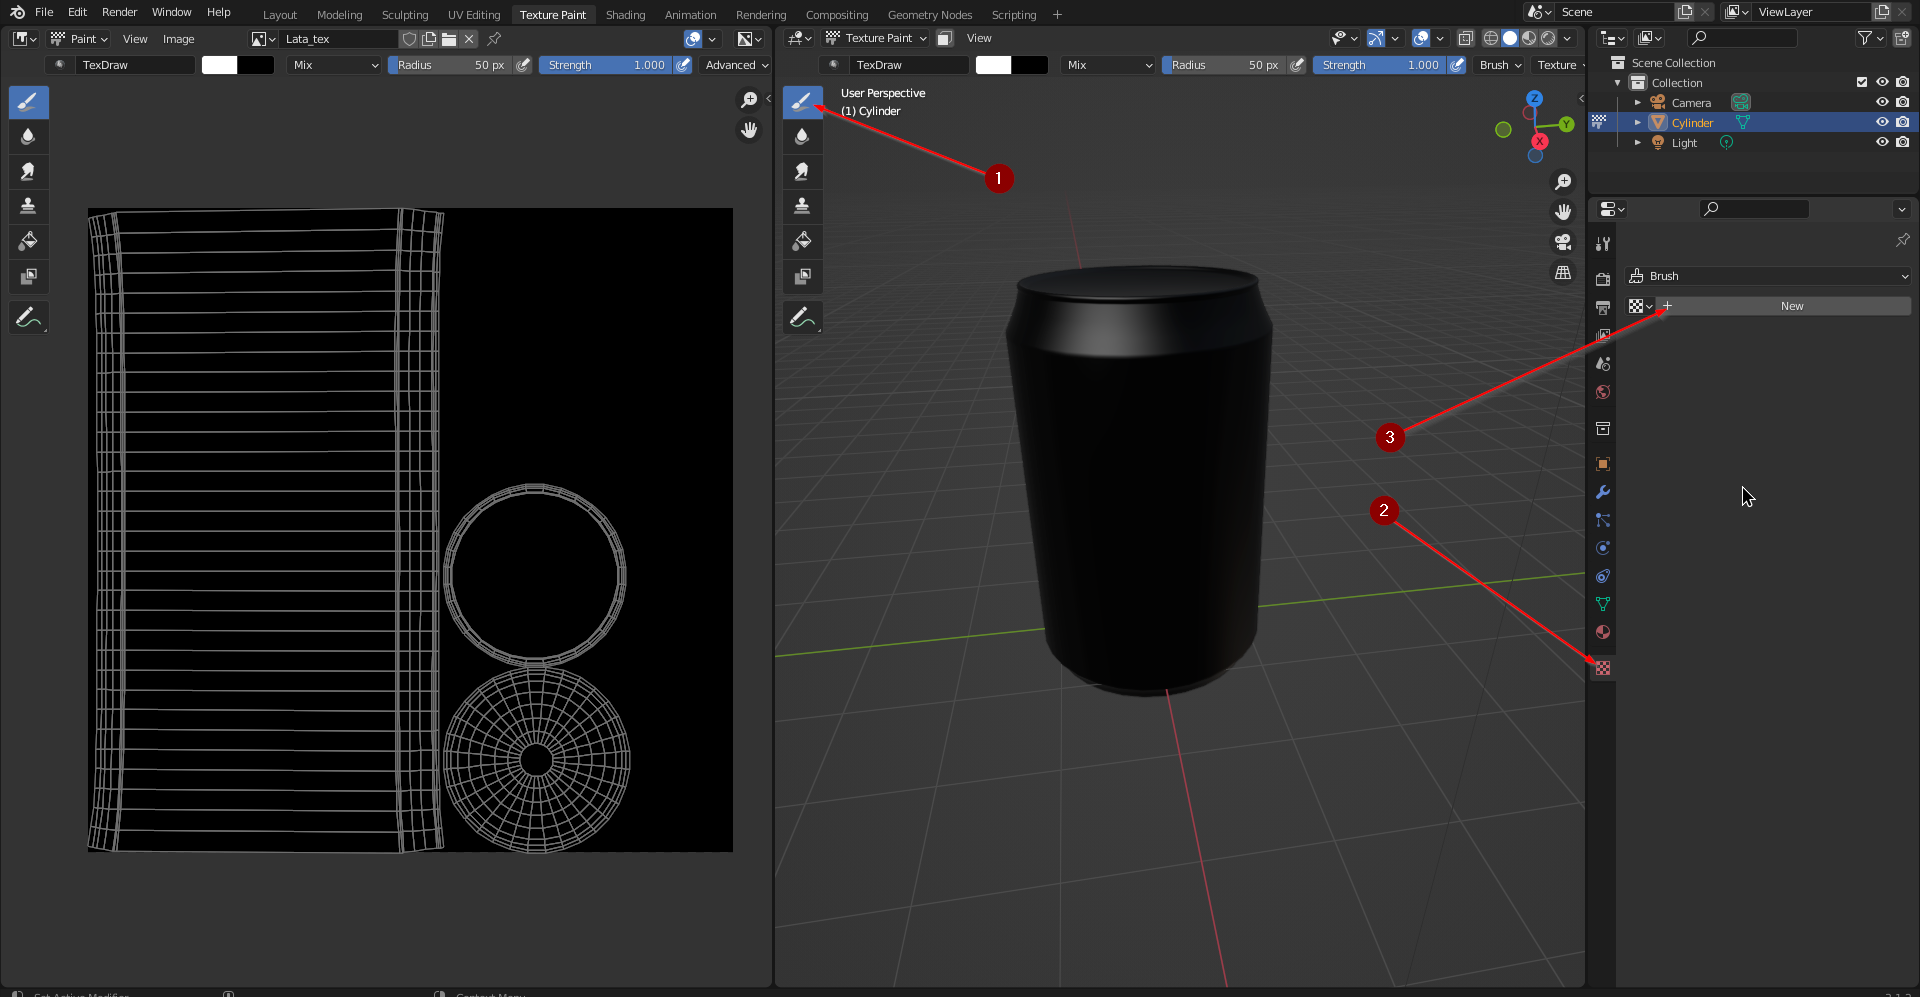 File Edit Render Window Help Layout Modeling Sculpting UV Editing Texture Paint Shading Animation Rendering Compositing Geometry Nodes Scripting + Scene ViewLayer
Paint View Image Lata_tex Texture Paint View
TexDraw Mix Radius 50 px Strength 1.000 Advanced TexDraw Mix Radius 50 px Strength 1.000 Brush Texture
Scene Collection
Collection
Camera
Cylinder
Light
User Perspective
(1) Cylinder
Z
Y
X
1
Brush
New
3
2